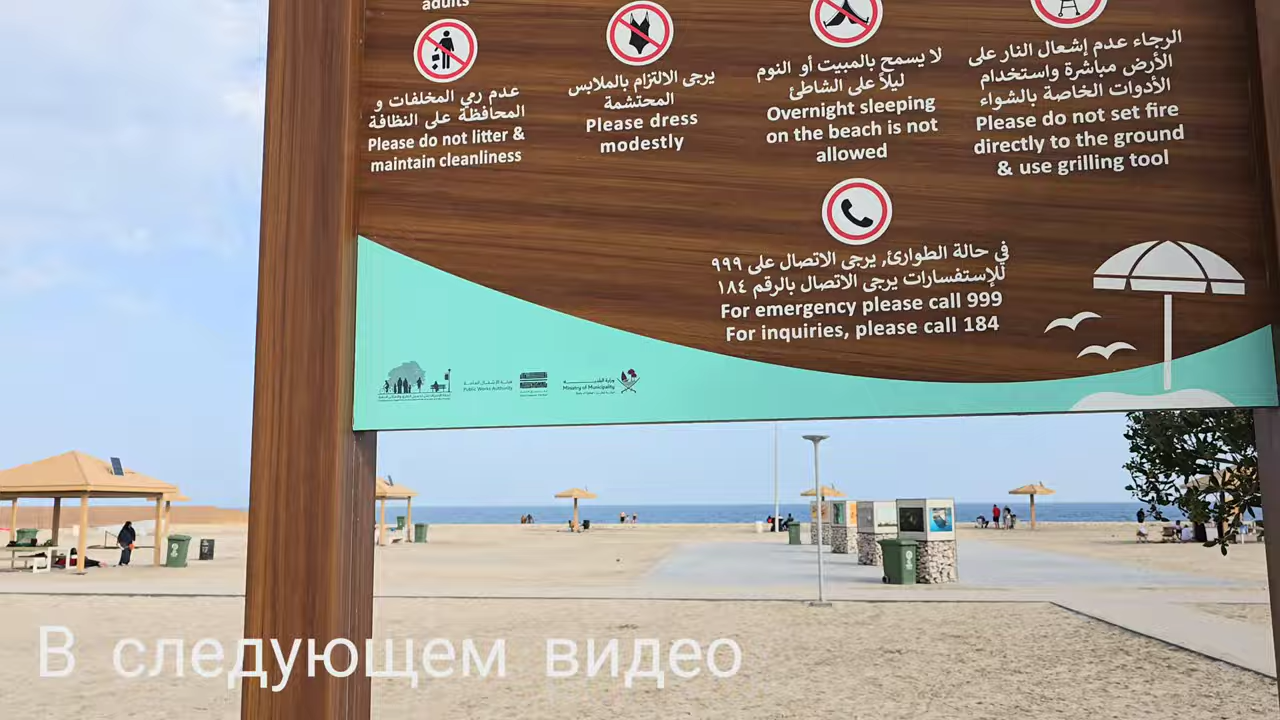 adults
عدم رمي المخلفات و
المحافظة على النظافة
Please do not litter &
maintain cleanliness
يرجى الالتزام بالملابس
المحتشمة
Please dress
modestly
لا يسمح بالمبيت أو النوم
ليلاً على الشاطئ
Overnight sleeping
on the beach is not
allowed
الرجاء عدم إشعال النار على
الأرض مباشرة واستخدام
الأدوات الخاصة بالشواء
Please do not set fire
directly to the ground
& use grilling tool
في حالة الطوارئ, يرجى الاتصال على ٩٩٩
للإستفسارات يرجى الاتصال بالرقم ١٨٤
For emergency please call 999
For inquiries, please call 184
هيئة الأشغال العامة
Public Works Authority
وزارة البلدية
Ministry of Municipality
В следующем видео